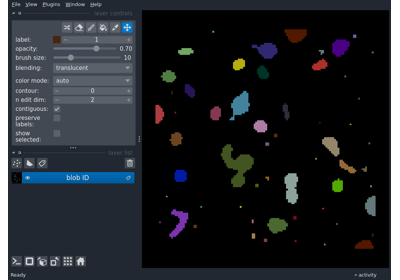 File View Plugins Window Help
layer controls
label: 1
opacity: 0.70
brush size: 10
blending: translucent
color mode: auto
contour: 0
n edit dim: 2
contiguous:
preserve
labels:
show
selected:
layer list
blob ID
Ready activity